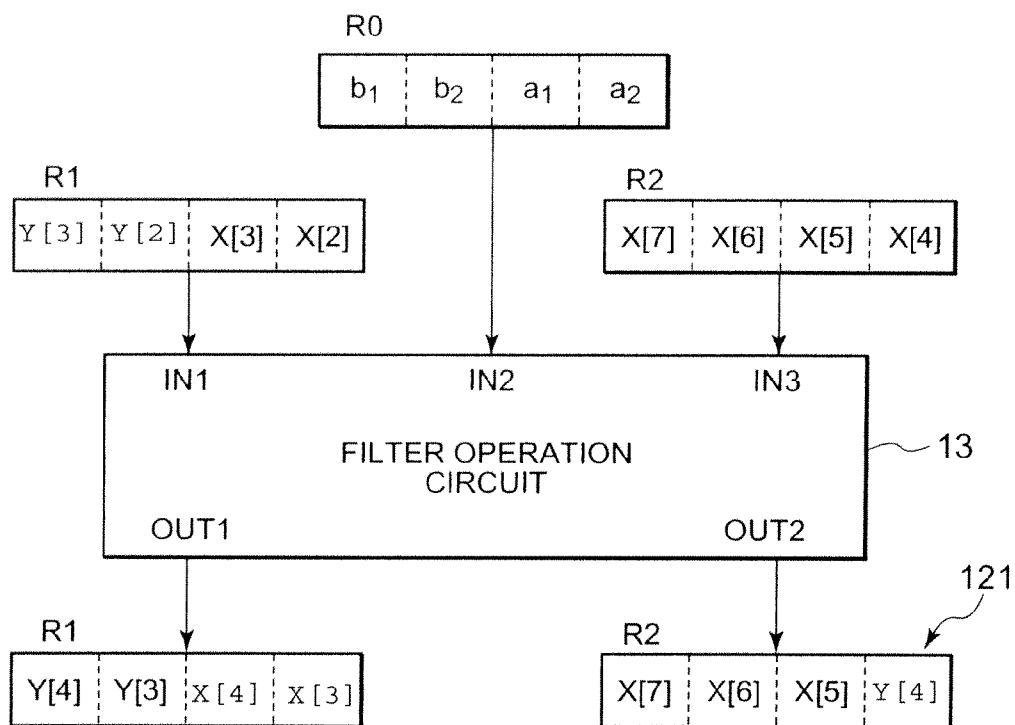 R0
b1 b2 a1 a2
R1
Y[3] Y[2] X[3] X[2]
R2
X[7] X[6] X[5] X[4]
IN1 IN2 IN3
FILTER OPERATION
CIRCUIT
13
OUT1 OUT2
121
R1
Y[4] Y[3] X[4] X[3]
R2
X[7] X[6] X[5] Y[4]